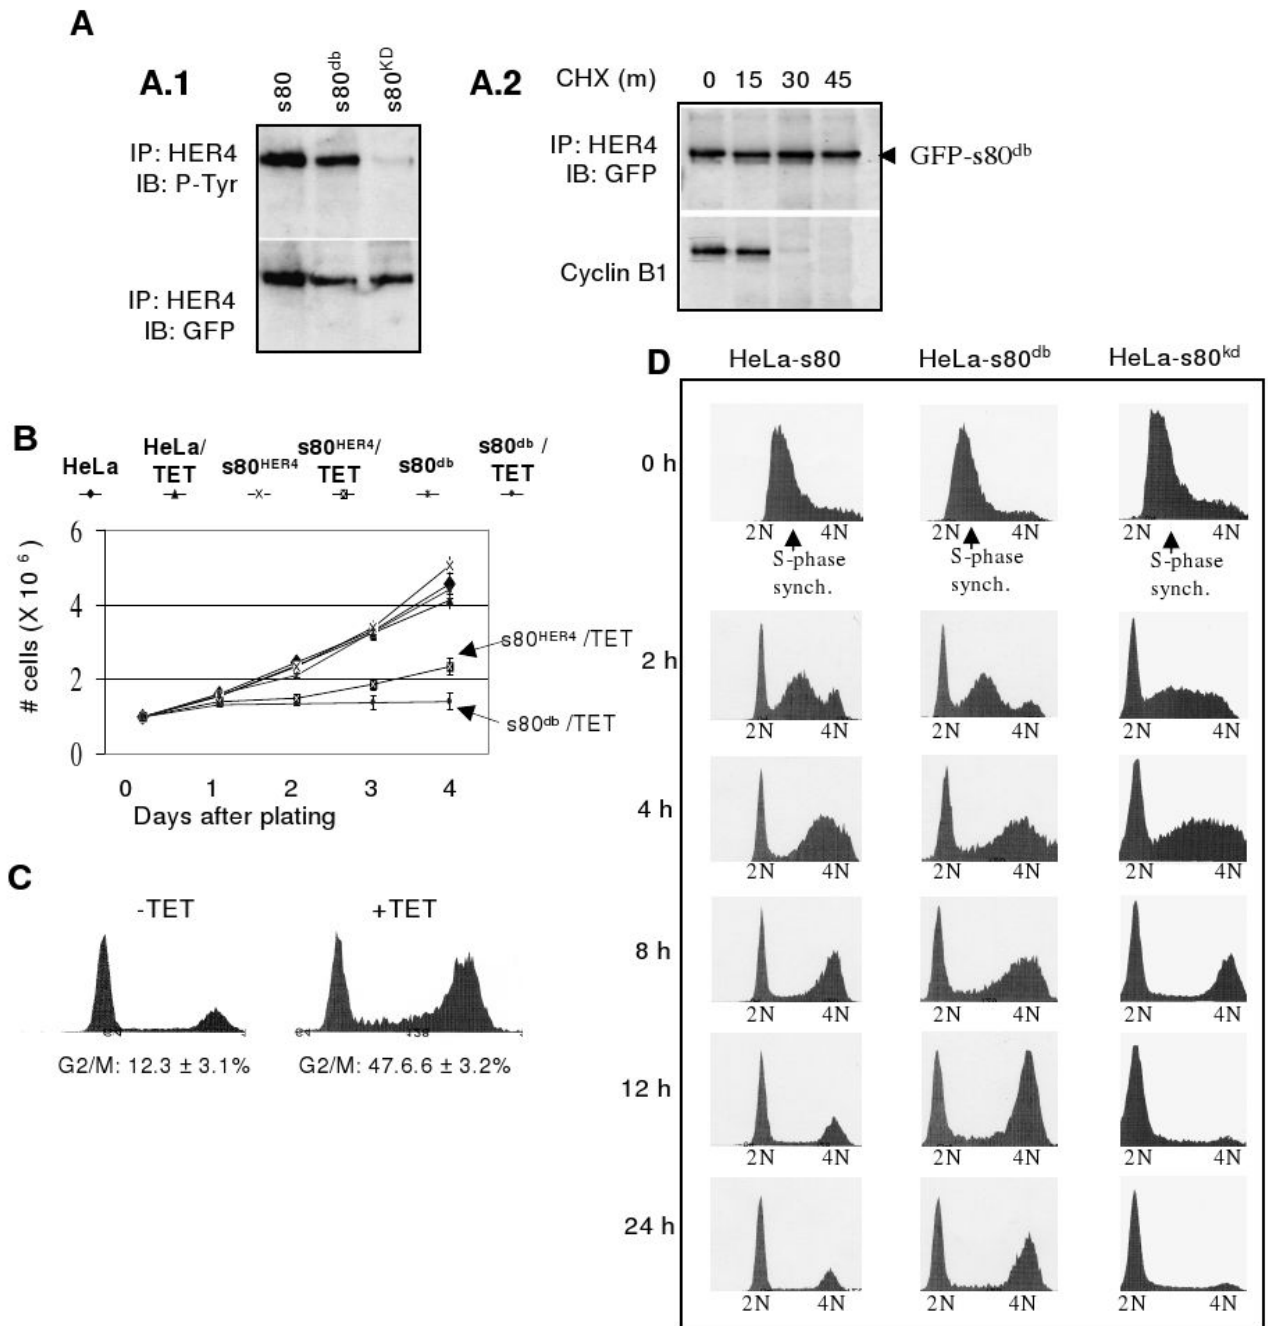 A
A.1
s80
s80db
s80KD
IP: HER4
IB: P-Tyr
IP: HER4
IB: GFP
A.2
CHX (m) 0 15 30 45
IP: HER4
IB: GFP
GFP-s80db
Cyclin B1
B
HeLa
HeLa/
TET
s80HER4
s80HER4/
TET
s80db
s80db /
TET
# cells (X 10 6 )
6
4
2
0
s80HER4 /TET
s80db /TET
0 1 2 3 4
Days after plating
C
-TET +TET
G2/M: 12.3 ± 3.1% G2/M: 47.6.6 ± 3.2%
D
HeLa-s80 HeLa-s80db HeLa-s80kd
0 h
2N 4N 2N 4N 2N 4N
S-phase
synch.
S-phase
synch.
S-phase
synch.
2 h
2N 4N 2N 4N 2N 4N
4 h
2N 4N 2N 4N 2N 4N
8 h
2N 4N 2N 4N 2N 4N
12 h
2N 4N 2N 4N 2N 4N
24 h
2N 4N 2N 4N 2N 4N